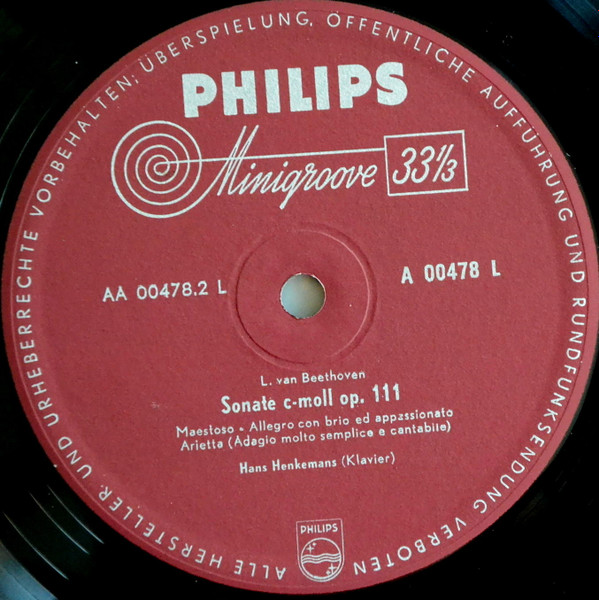 ALLE HERSTELLER- UND URHEBERRECHTE VORBEHALTEN; ÜBERSPIELUNG, ÖFFENTLICHE AUFFÜHRUNG UND RUNDFUNKSENDUNG VERBOTEN
PHILIPS
Minigroove 33 1/3
AA 00478.2 L
A 00478 L
L. van Beethoven
Sonate c-moll op. 111
Maestoso - Allegro con brio ed appassionato
Arietta (Adagio molto semplice e cantabile)
Hans Henkemans (Klavier)
PHILIPS